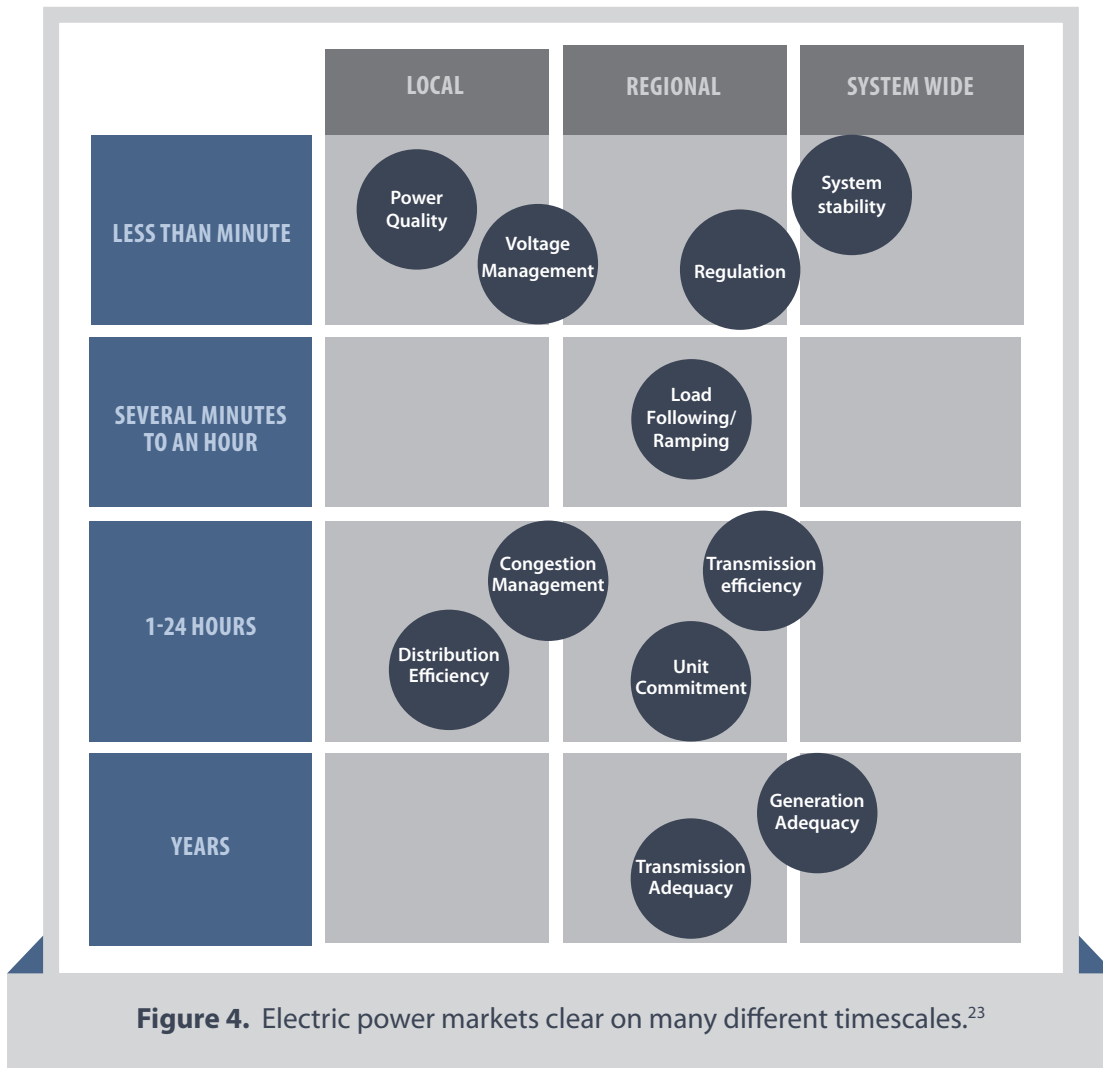 LOCAL
REGIONAL
SYSTEM WIDE
LESS THAN MINUTE
Power
Quality
Voltage
Management
Regulation
System
stability
SEVERAL MINUTES
TO AN HOUR
Load
Following/
Ramping
1-24 HOURS
Congestion
Management
Transmission
efficiency
Distribution
Efficiency
Unit
Commitment
YEARS
Generation
Adequacy
Transmission
Adequacy
Figure 4. Electric power markets clear on many different timescales.23